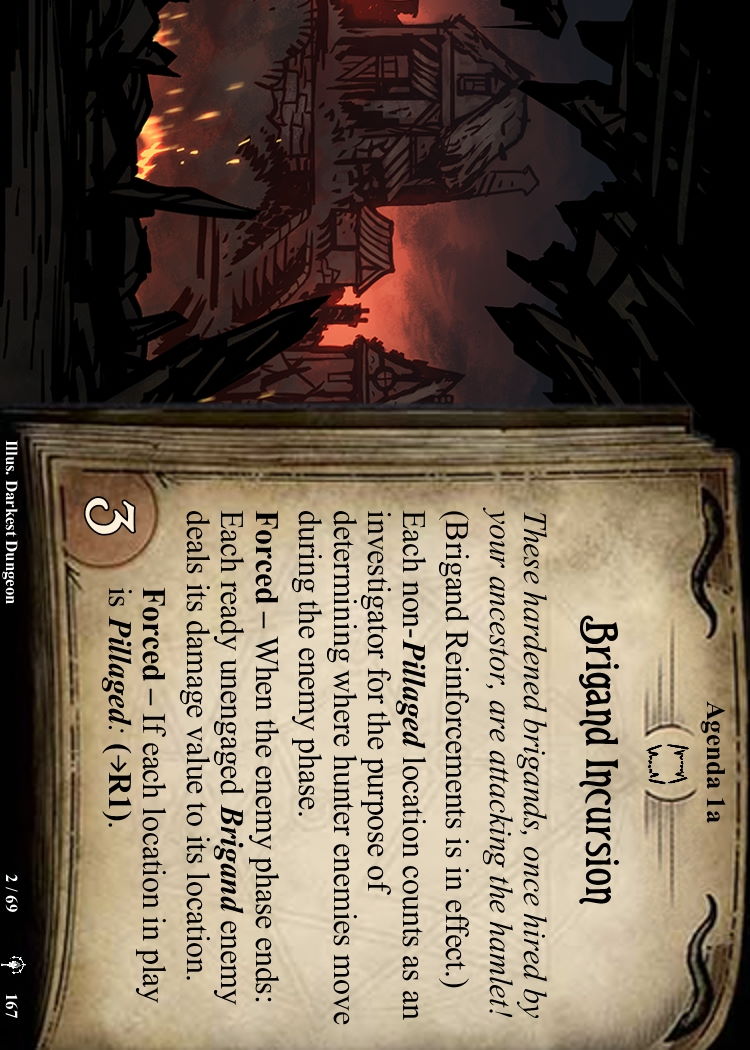 Agenda 1a
Brigand Incursion
These hardened brigands, once hired by
your ancestor, are attacking the hamlet!
(Brigand Reinforcements is in effect.)
Each non-Pillaged location counts as an
investigator for the purpose of
determining where hunter enemies move
during the enemy phase.
Forced – When the enemy phase ends:
Each ready unengaged Brigand enemy
deals its damage value to its location.
Forced – If each location in play
is Pillaged: (→R1).
3
Illus. Darkest Dungeon
2 / 69
167